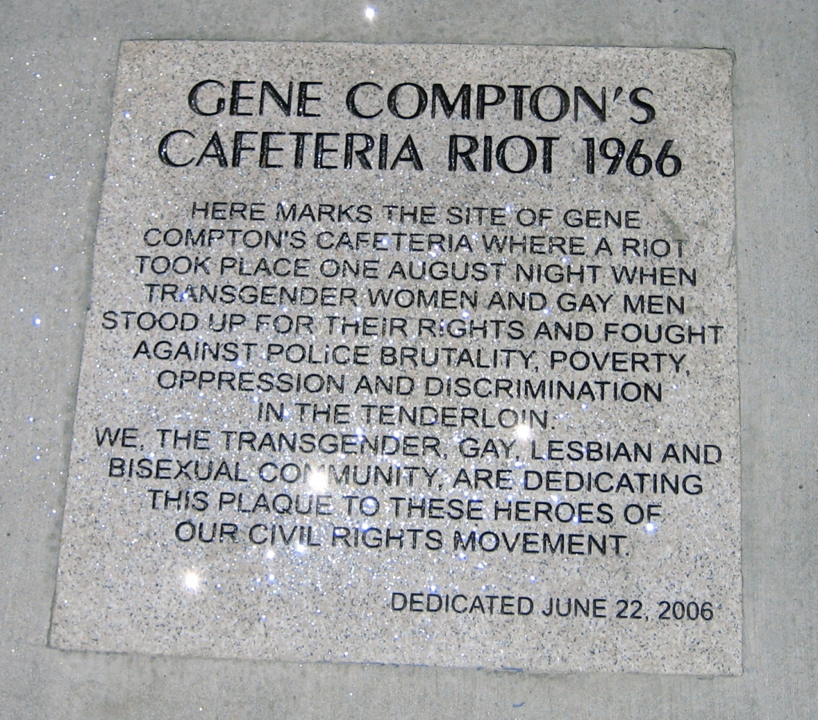 GENE COMPTON'S
CAFETERIA RIOT 1966
HERE MARKS THE SITE OF GENE
COMPTON'S CAFETERIA WHERE A RIOT
TOOK PLACE ONE AUGUST NIGHT WHEN
TRANSGENDER WOMEN AND GAY MEN
STOOD UP FOR THEIR RIGHTS AND FOUGHT
AGAINST POLICE BRUTALITY, POVERTY,
OPPRESSION AND DISCRIMINATION
IN THE TENDERLOIN.
WE, THE TRANSGENDER, GAY, LESBIAN AND
BISEXUAL COMMUNITY, ARE DEDICATING
THIS PLAQUE TO THESE HEROES OF
OUR CIVIL RIGHTS MOVEMENT.
DEDICATED JUNE 22, 2006